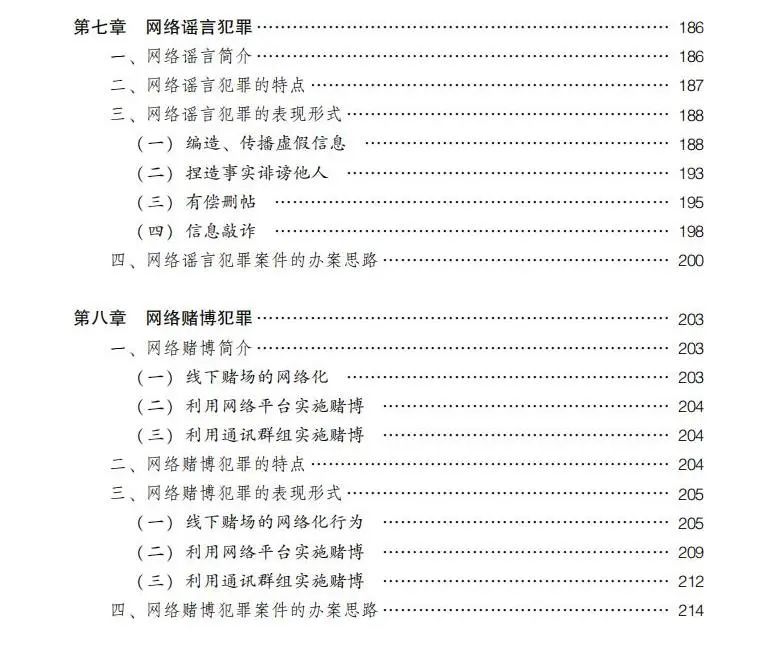 第七章 网络谣言犯罪 …… 186
一、网络谣言简介 …… 186
二、网络谣言犯罪的特点 …… 187
三、网络谣言犯罪的表现形式 …… 188
（一）编造、传播虚假信息 …… 188
（二）捏造事实诽谤他人 …… 193
（三）有偿删帖 …… 195
（四）信息敲诈 …… 198
四、网络谣言犯罪案件的办案思路 …… 200
第八章 网络赌博犯罪 …… 203
一、网络赌博简介 …… 203
（一）线下赌场的网络化 …… 203
（二）利用网络平台实施赌博 …… 204
（三）利用通讯群组实施赌博 …… 204
二、网络赌博犯罪的特点 …… 204
三、网络赌博犯罪的表现形式 …… 205
（一）线下赌场的网络化行为 …… 205
（二）利用网络平台实施赌博 …… 209
（三）利用通讯群组实施赌博 …… 212
四、网络赌博犯罪案件的办案思路 …… 214